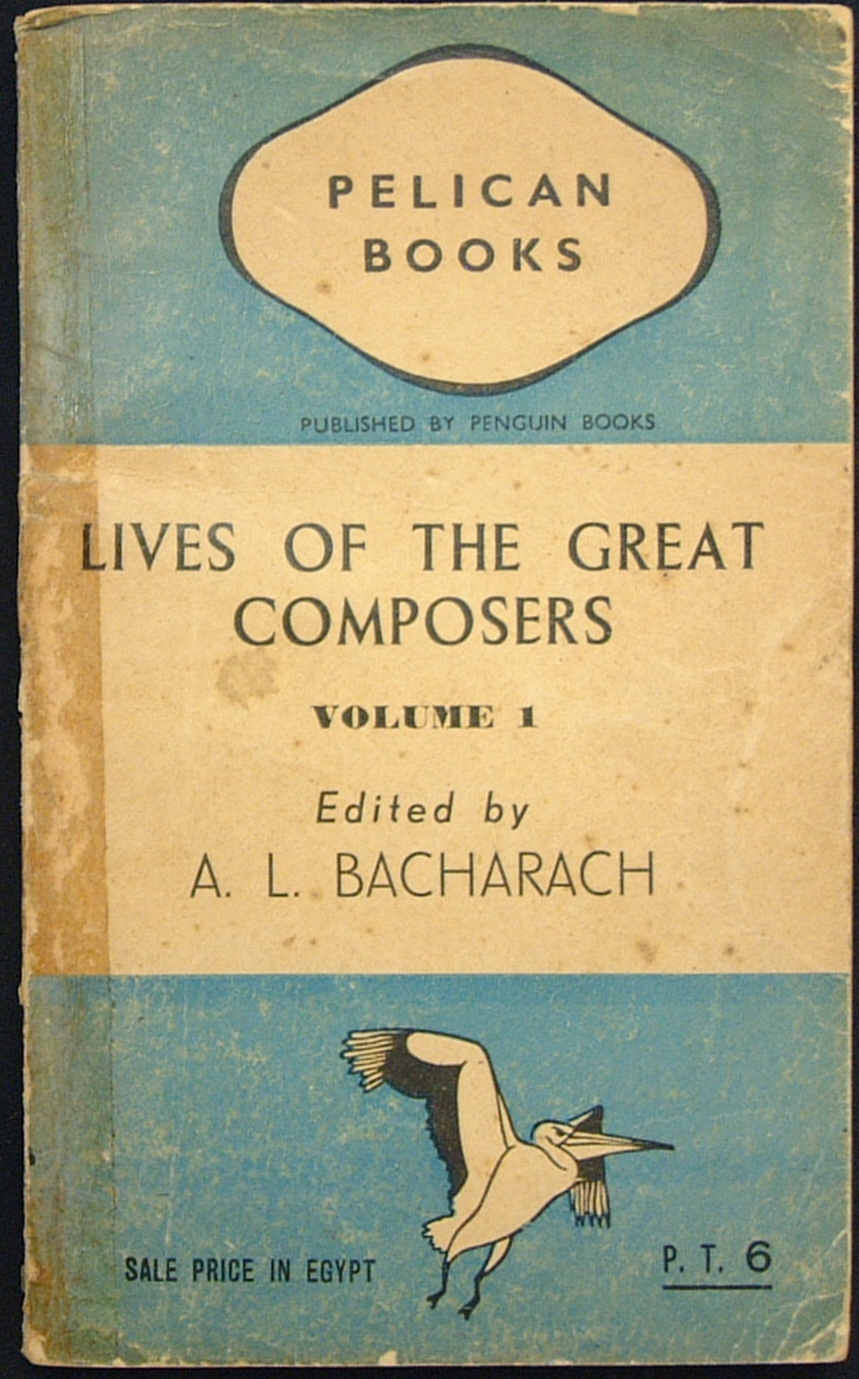 PELICAN
BOOKS
PUBLISHED BY PENGUIN BOOKS
LIVES OF THE GREAT
COMPOSERS
VOLUME 1
Edited by
A. L. BACHARACH
SALE PRICE IN EGYPT P. T. 6